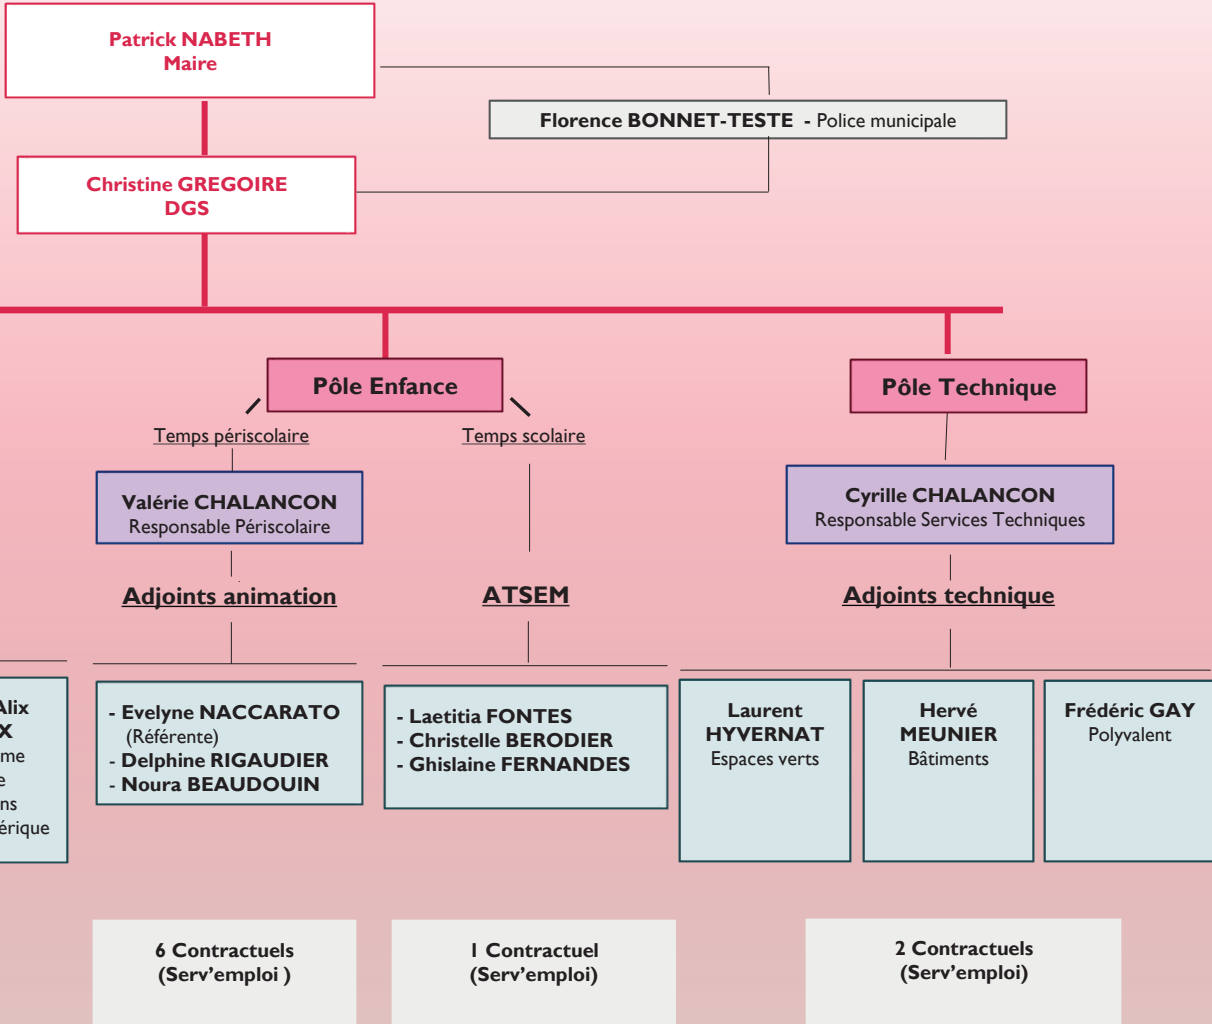 Patrick NABETH
Maire
Florence BONNET-TESTE - Police municipale
Christine GREGOIRE
DGS
Pôle Enfance
Pôle Technique
Temps périscolaire
Temps scolaire
Valérie CHALANCON
Responsable Périscolaire
Cyrille CHALANCON
Responsable Services Techniques
Adjoints animation
ATSEM
Adjoints technique
Alix
X
me
e
ns
érique
- Evelyne NACCARATO
(Référente)
- Delphine RIGAUDIER
- Noura BEAUDOUIN
- Laetitia FONTES
- Christelle BERODIER
- Ghislaine FERNANDES
Laurent
HYVERNAT
Espaces verts
Hervé
MEUNIER
Bâtiments
Frédéric GAY
Polyvalent
6 Contractuels
(Serv’emploi )
1 Contractuel
(Serv’emploi)
2 Contractuels
(Serv’emploi)